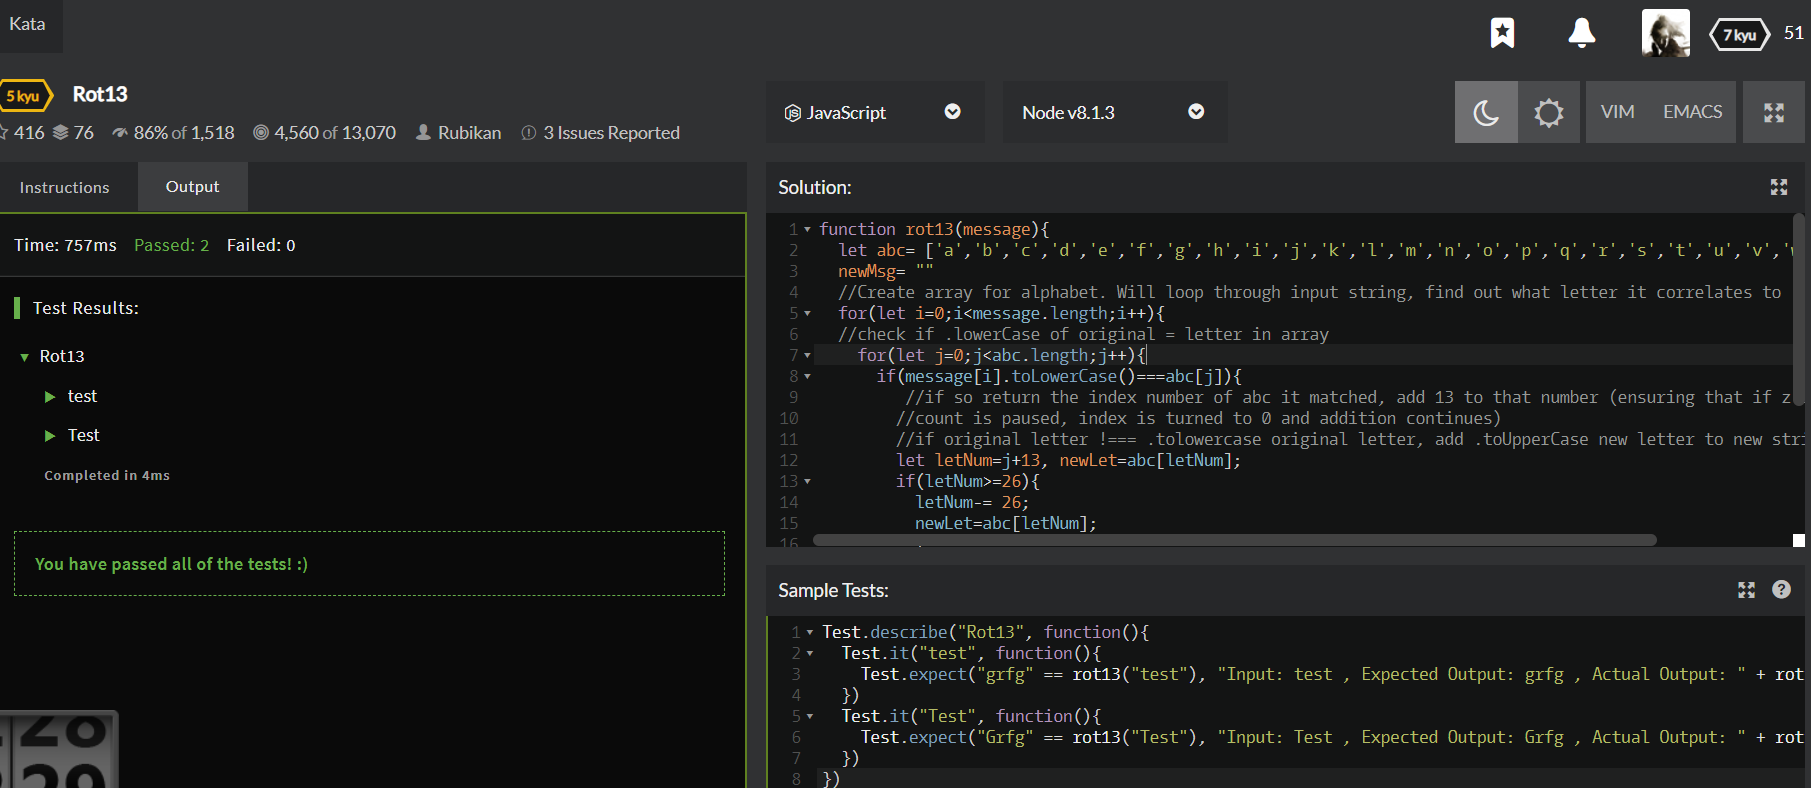 Kata
7 kyu 51
5 kyu Rot13
416 76 86% of 1,518 4,560 of 13,070 Rubikan 3 Issues Reported
JavaScript Node v8.1.3 VIM EMACS
Instructions Output
Time: 757ms Passed: 2 Failed: 0
Test Results:
Rot13
test
Test
Completed in 4ms
You have passed all of the tests! :)
28
29
Solution:
1 function rot13(message){
2 let abc= ['a','b','c','d','e','f','g','h','i','j','k','l','m','n','o','p','q','r','s','t','u','v','
3 newMsg= ""
4 //Create array for alphabet. Will loop through input string, find out what letter it correlates to
5 for(let i=0;i<message.length;i++){
6 //check if .lowerCase of original = letter in array
7 for(let j=0;j<abc.length;j++){
8 if(message[i].toLowerCase()===abc[j]){
9 //if so return the index number of abc it matched, add 13 to that number (ensuring that if z
10 //count is paused, index is turned to 0 and addition continues)
11 //if original letter !=== .tolowercase original letter, add .toUpperCase new letter to new stri
12 let letNum=j+13, newLet=abc[letNum];
13 if(letNum>=26){
14 letNum-= 26;
15 newLet=abc[letNum];
16
Sample Tests:
1 Test.describe("Rot13", function(){
2 Test.it("test", function(){
3 Test.expect("grfg" == rot13("test"), "Input: test , Expected Output: grfg , Actual Output: " + rot
4 })
5 Test.it("Test", function(){
6 Test.expect("Grfg" == rot13("Test"), "Input: Test , Expected Output: Grfg , Actual Output: " + rot
7 })
8 })